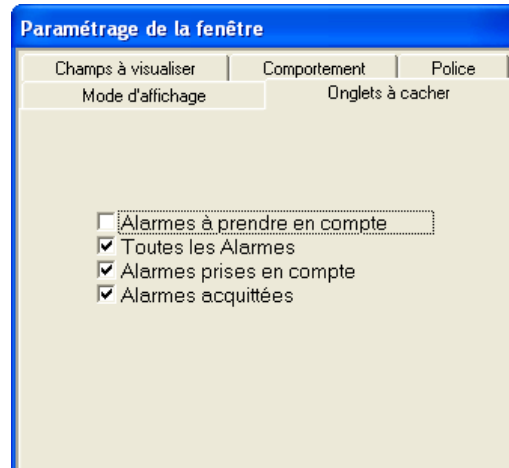 Paramétrage de la fenêtre
Champs à visualiser Comportement Police
Mode d'affichage Onglets à cacher
Alarmes à prendre en compte
Toutes les Alarmes
Alarmes prises en compte
Alarmes acquittées